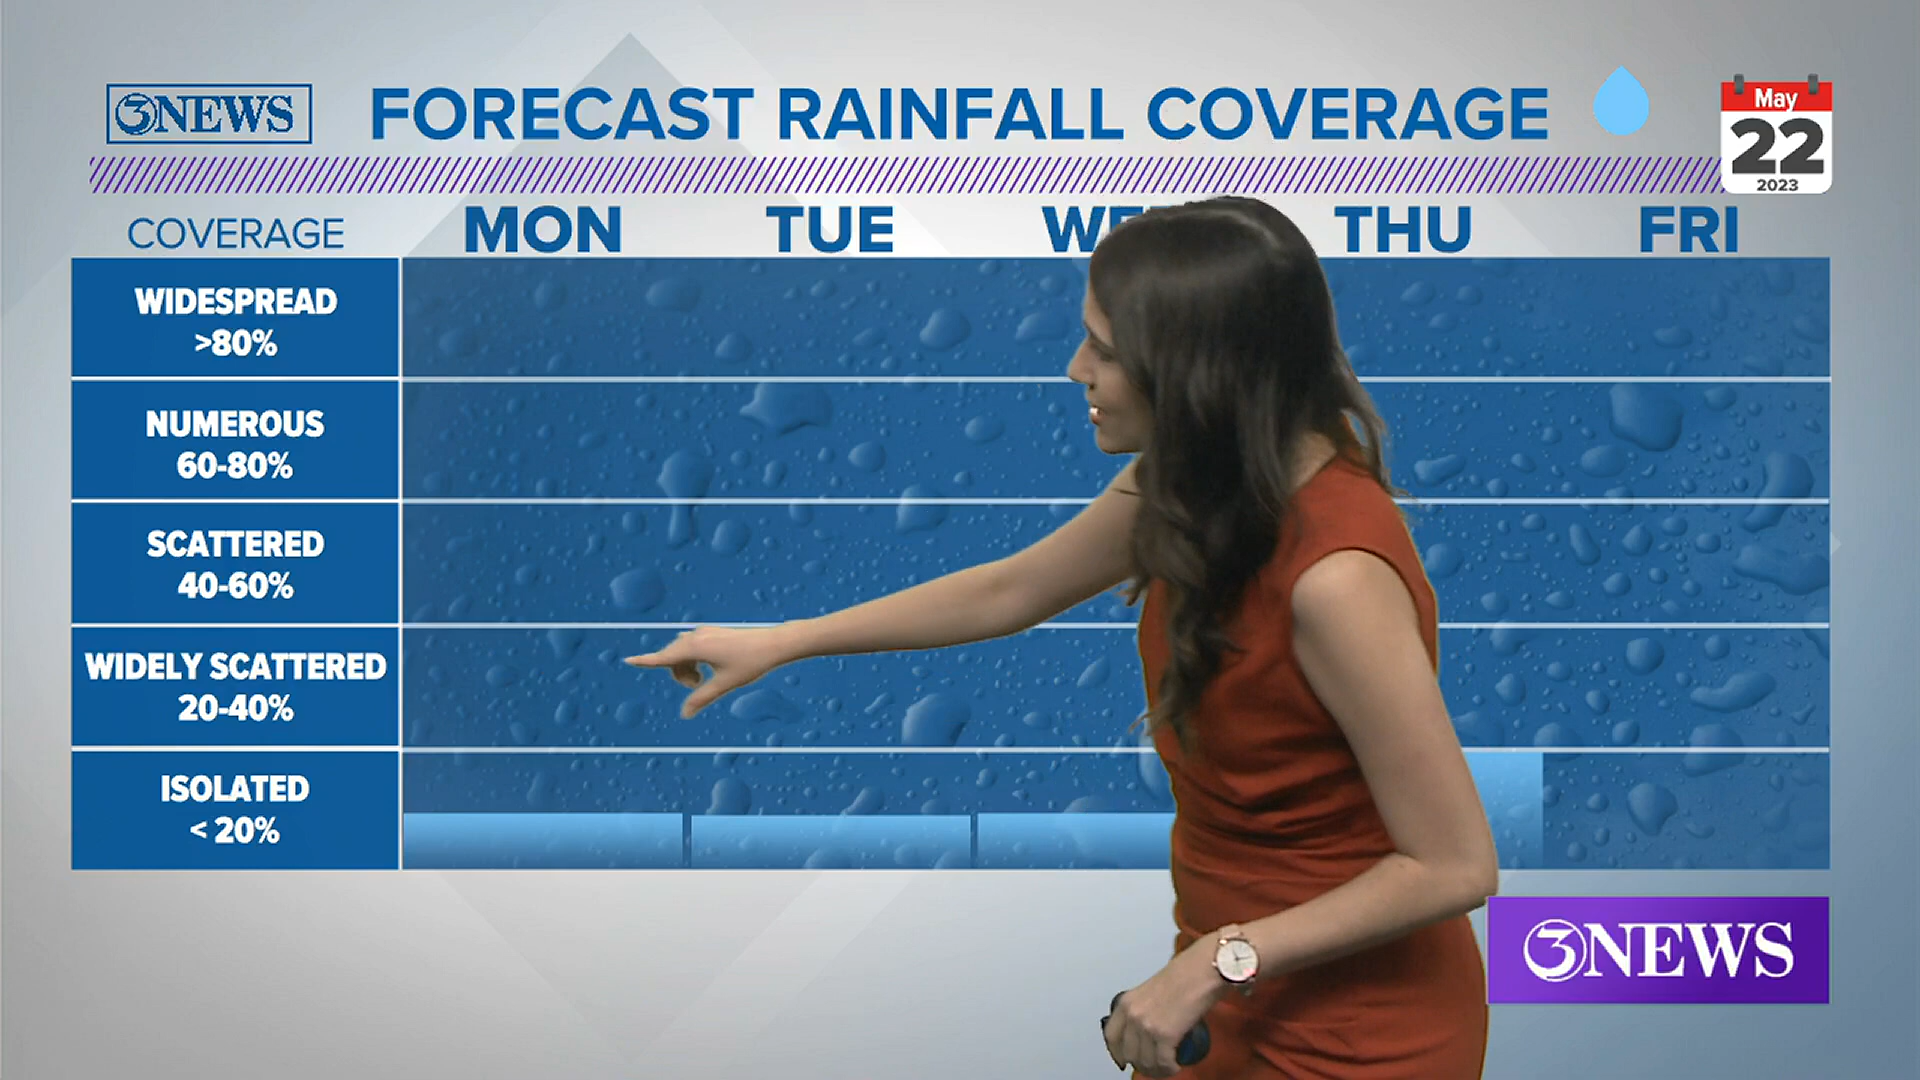 3NEWS
FORECAST RAINFALL COVERAGE
May
22
2023
COVERAGE
MON
TUE
THU
FRI
WIDESPREAD
>80%
NUMEROUS
60-80%
SCATTERED
40-60%
WIDELY SCATTERED
20-40%
ISOLATED
< 20%
3NEWS